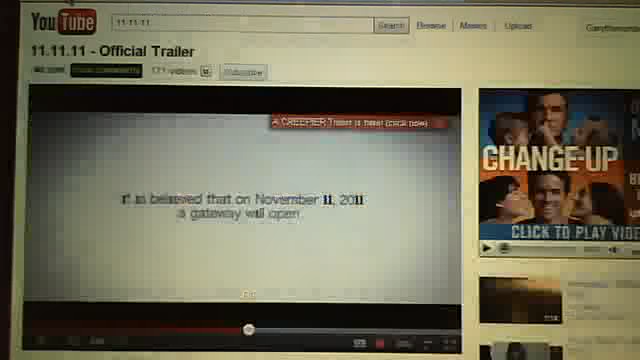 YouTube
11-11-11
Search
Browse
Movies
Upload
11.11.11 - Official Trailer
171 videos
Subscribe
A CREEPIER Trailer is here! (click now)
It is believed that on November 11, 2011
a gateway will open
CHANGE-UP
CLICK TO PLAY VIDE